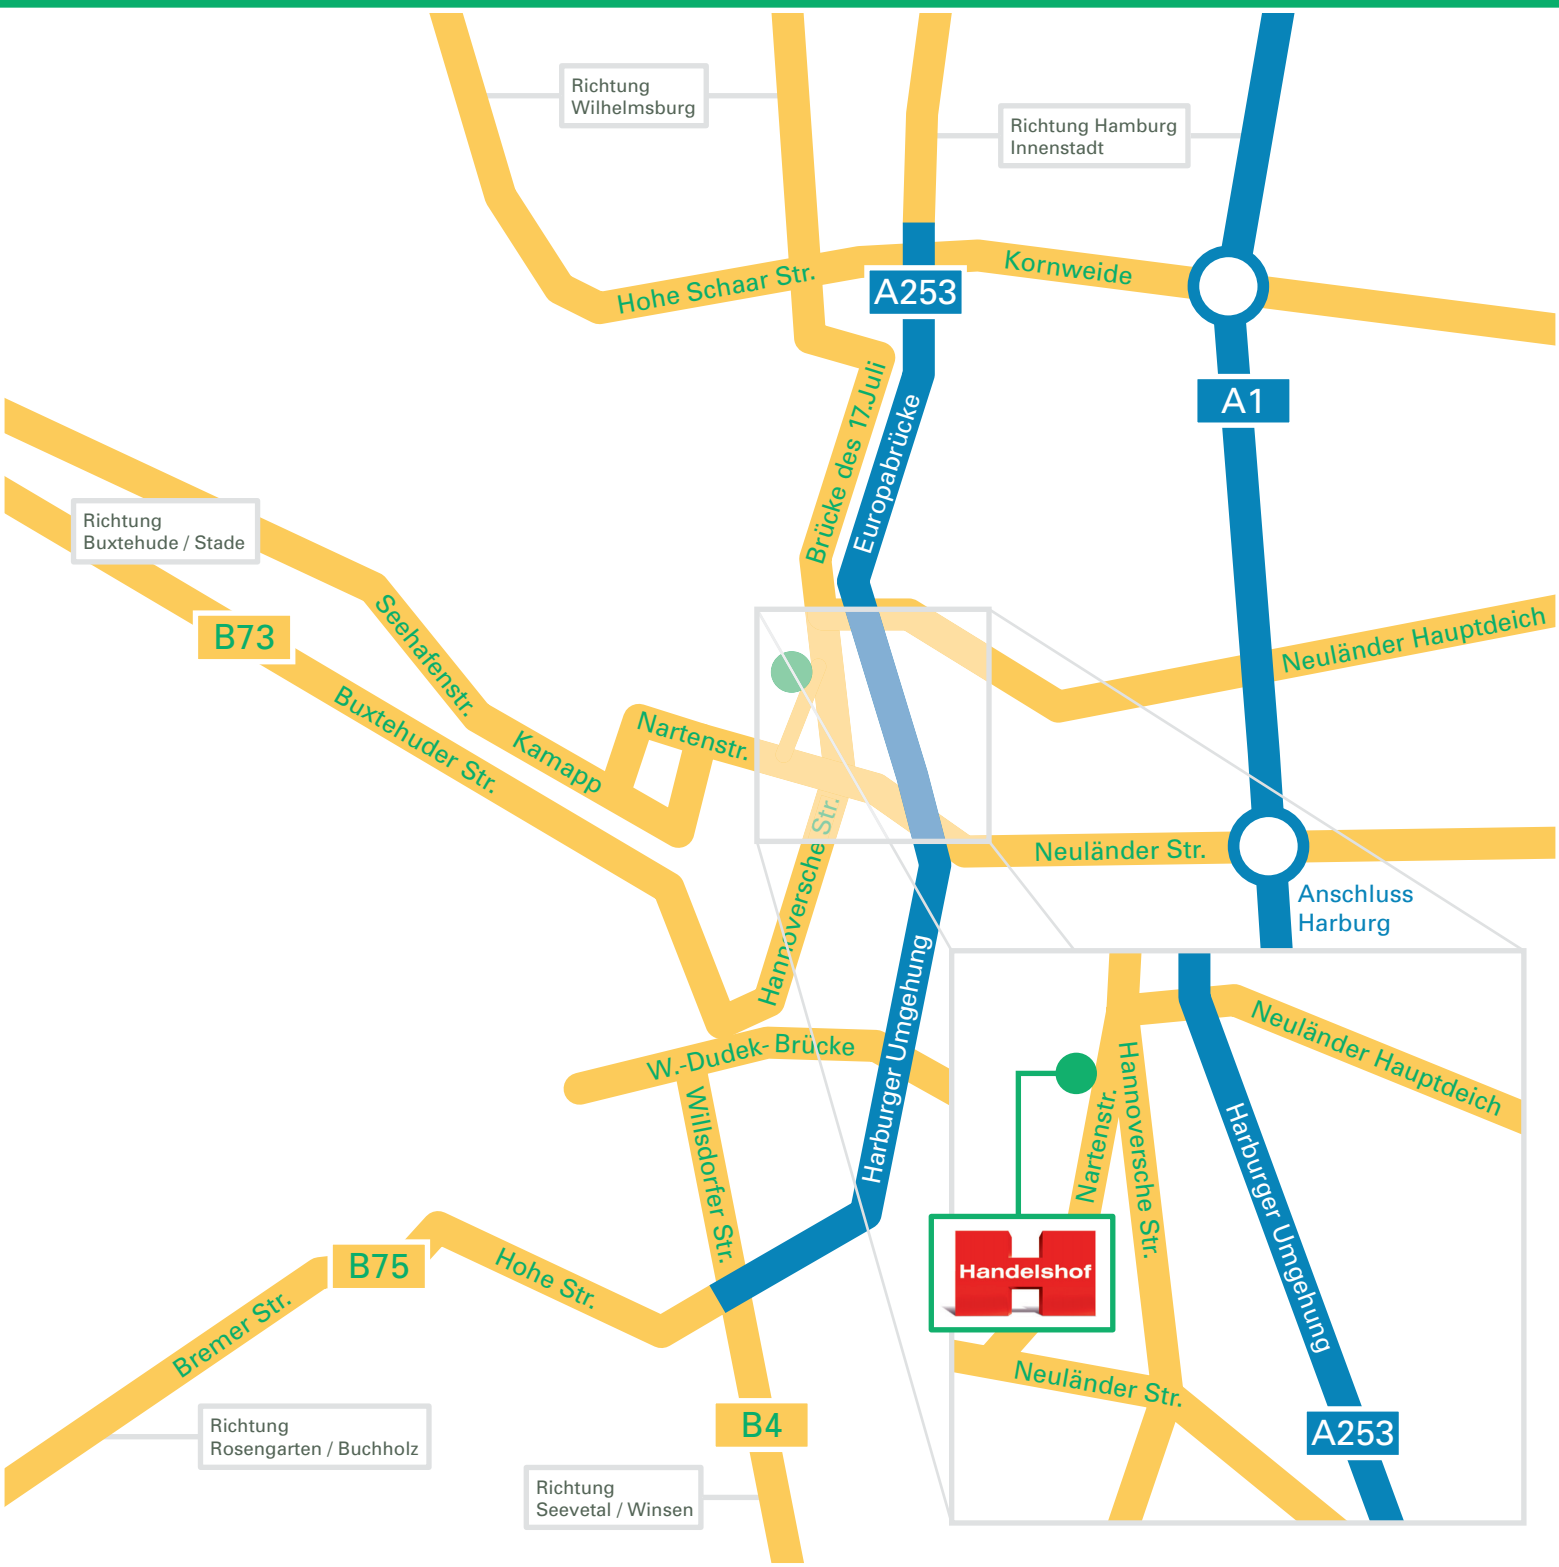 Richtung
Wilhelmsburg
Richtung Hamburg
Innenstadt
Hohe Schaar Str.
Kornweide
A253
A1
Brücke des 17.Juli
Europabrücke
Richtung
Buxtehude / Stade
B73
Seehafenstr.
Buxtehuder Str.
Kamapp
Nartenstr.
Neuländer Hauptdeich
Hannoversche Str.
Neuländer Str.
Anschluss
Harburg
Harburger Umgehung
W.-Dudek-Brücke
Willsdorfer Str.
Hohe Str.
B75
Bremer Str.
Richtung
Rosengarten / Buchholz
B4
Richtung
Seevetal / Winsen
Neuländer Hauptdeich
Hannoversche Str.
Nartenstr.
Harburger Umgehung
Handelshof
Neuländer Str.
A253